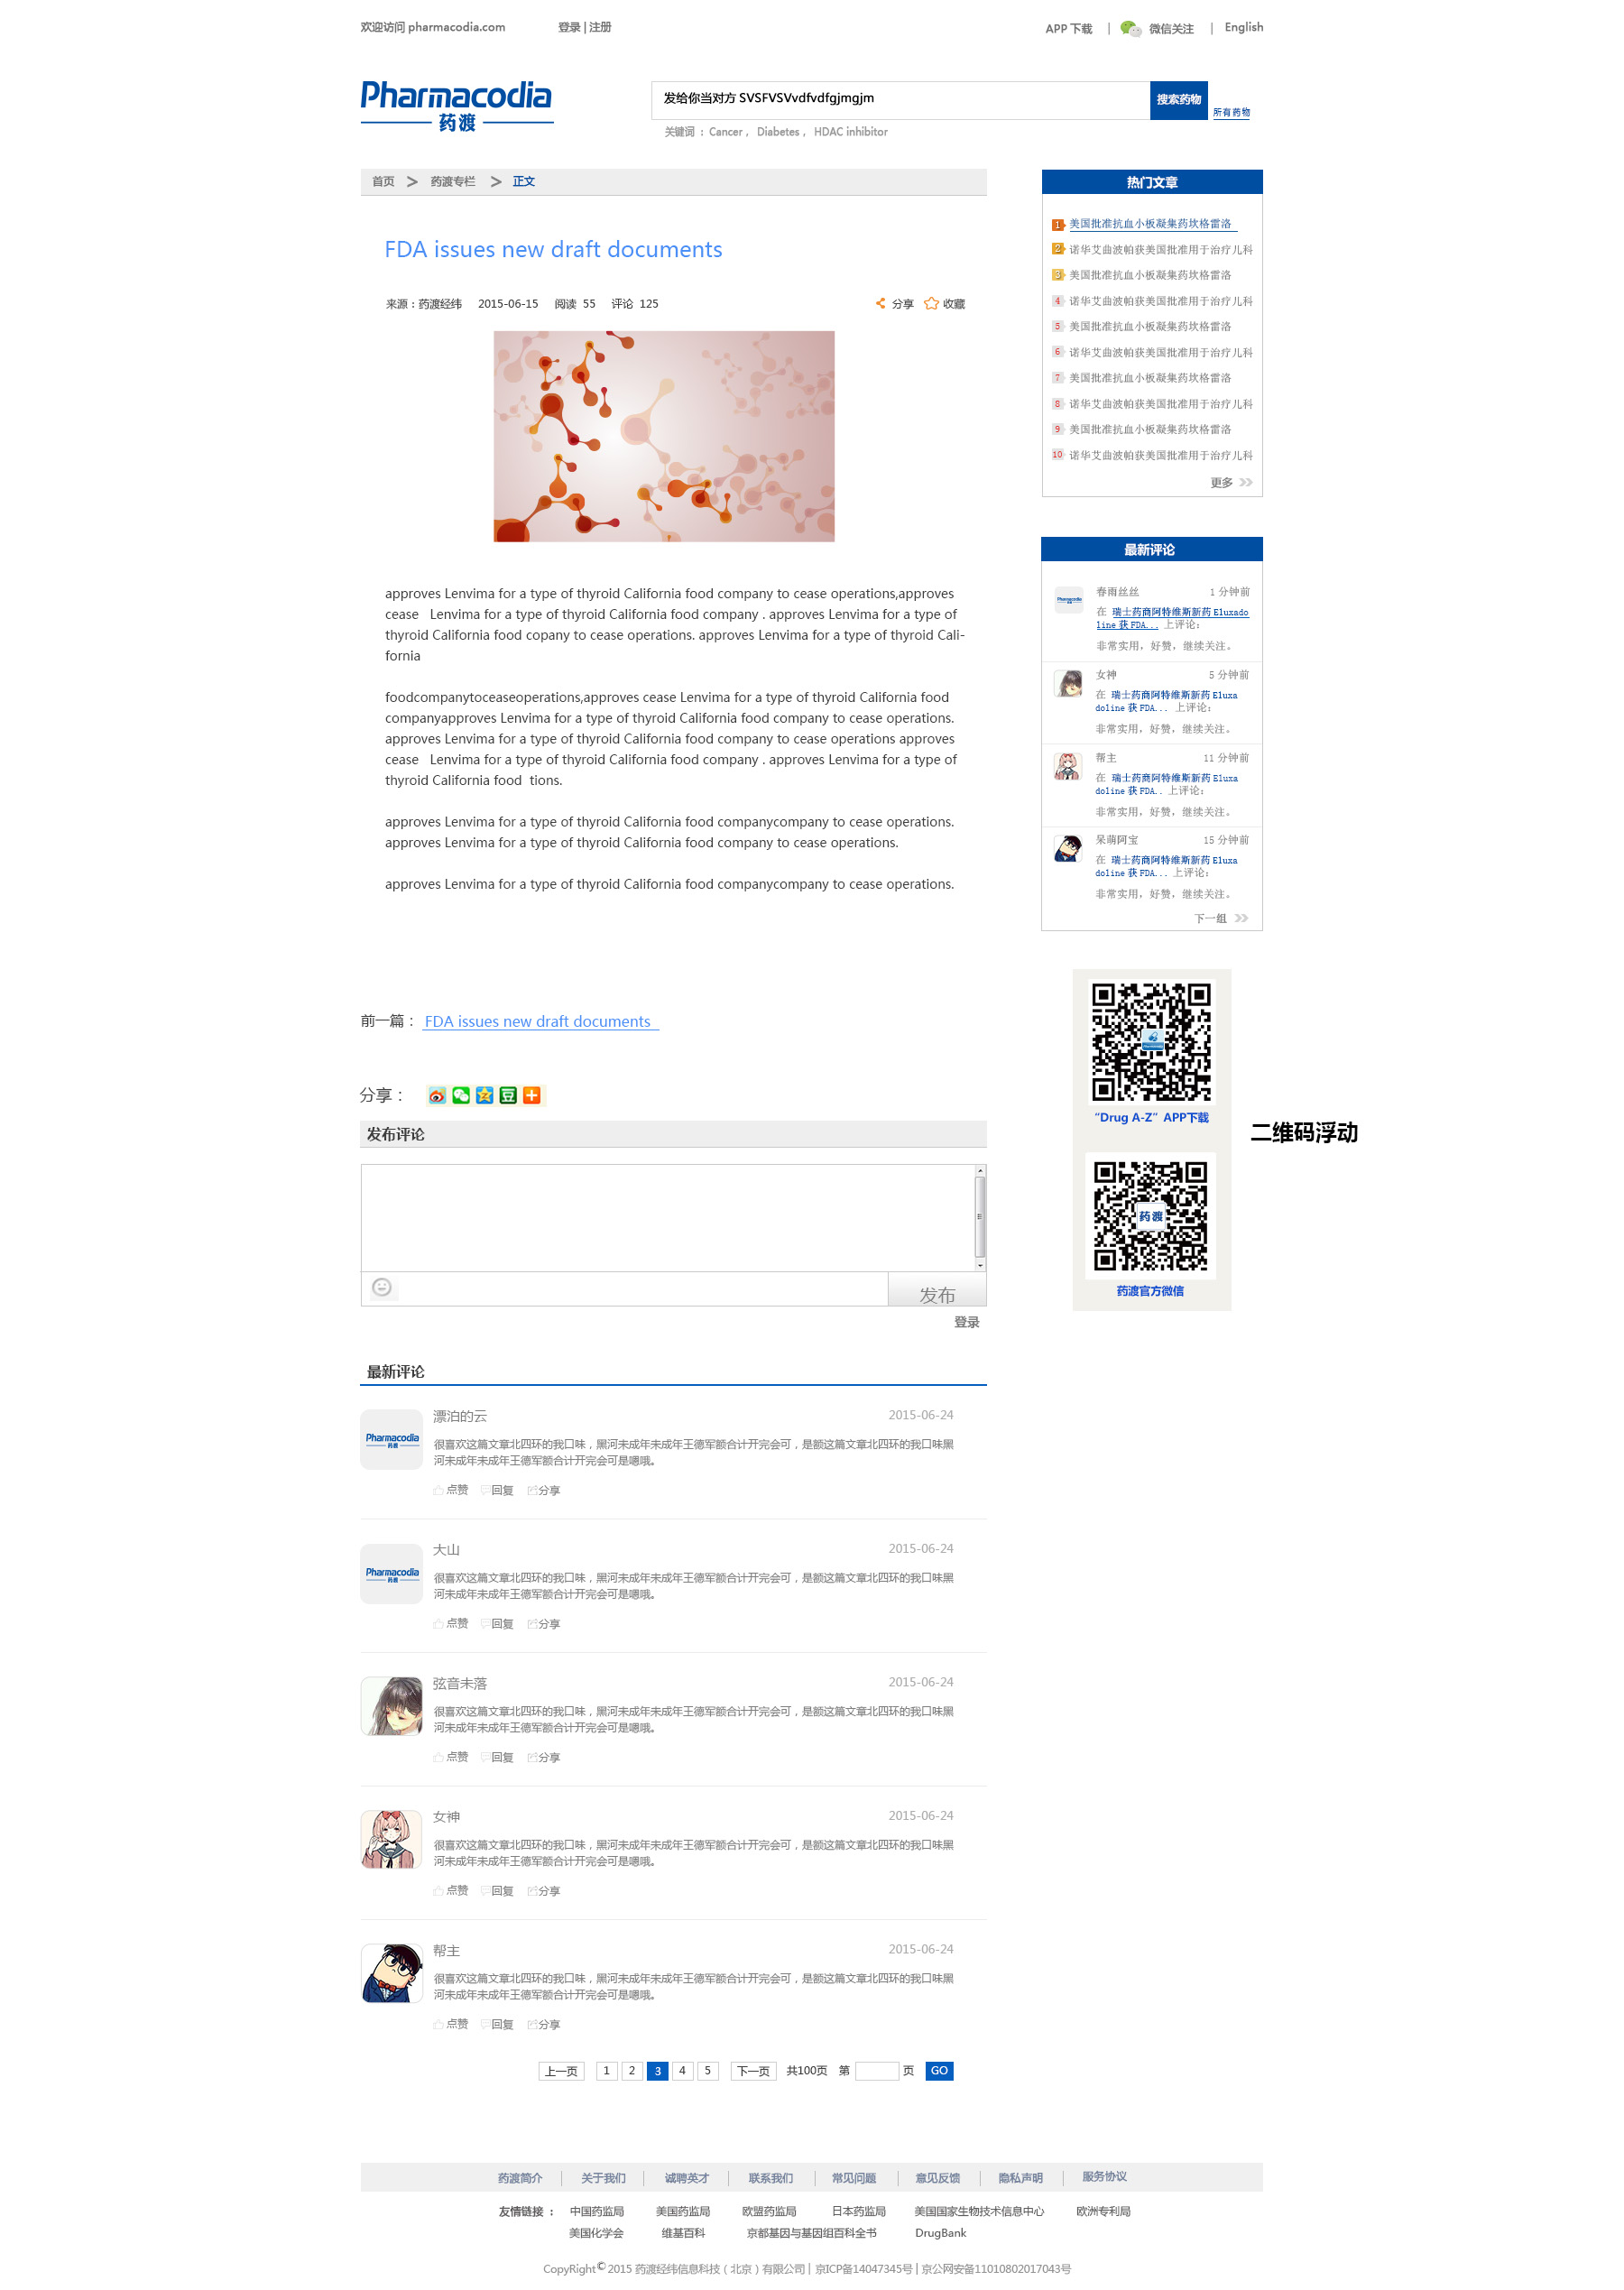 欢迎访问 pharmacodia.com 登录 | 注册 APP 下载 | 微信关注 | English
Pharmacodia
药渡
发给你当对方 SVSFVSVvdfvdfgjmgjm 搜索药物 所有药物
关键词 : Cancer , Diabetes , HDAC inhibitor
首页 > 药渡专栏 > 正文
FDA issues new draft documents
来源：药渡经纬 2015-06-15 阅读 55 评论 125 分享 收藏
approves Lenvima for a type of thyroid California food company to cease operations,approves
cease Lenvima for a type of thyroid California food company . approves Lenvima for a type of
thyroid California food copany to cease operations. approves Lenvima for a type of thyroid Cali-
fornia
foodcompanytoceaseoperations,approves cease Lenvima for a type of thyroid California food
companyapproves Lenvima for a type of thyroid California food company to cease operations.
approves Lenvima for a type of thyroid California food company to cease operations approves
cease Lenvima for a type of thyroid California food company . approves Lenvima for a type of
thyroid California food tions.
approves Lenvima for a type of thyroid California food companycompany to cease operations.
approves Lenvima for a type of thyroid California food company to cease operations.
approves Lenvima for a type of thyroid California food companycompany to cease operations.
前一篇： FDA issues new draft documents
分享：
发布评论
发布
登录
最新评论
Pharmacodia
药渡
漂泊的云 2015-06-24
很喜欢这篇文章北四环的我口味，黑河未成年未成年王德军额合计开完会可，是额这篇文章北四环的我口味黑
河未成年未成年王德军额合计开完会可是嗯哦。
点赞 回复 分享
Pharmacodia
药渡
大山 2015-06-24
很喜欢这篇文章北四环的我口味，黑河未成年未成年王德军额合计开完会可，是额这篇文章北四环的我口味黑
河未成年未成年王德军额合计开完会可是嗯哦。
点赞 回复 分享
弦音未落 2015-06-24
很喜欢这篇文章北四环的我口味，黑河未成年未成年王德军额合计开完会可，是额这篇文章北四环的我口味黑
河未成年未成年王德军额合计开完会可是嗯哦。
点赞 回复 分享
女神 2015-06-24
很喜欢这篇文章北四环的我口味，黑河未成年未成年王德军额合计开完会可，是额这篇文章北四环的我口味黑
河未成年未成年王德军额合计开完会可是嗯哦。
点赞 回复 分享
帮主 2015-06-24
很喜欢这篇文章北四环的我口味，黑河未成年未成年王德军额合计开完会可，是额这篇文章北四环的我口味黑
河未成年未成年王德军额合计开完会可是嗯哦。
点赞 回复 分享
上一页 1 2 3 4 5 下一页 共100页 第 页 GO
热门文章
1 美国批准抗血小板凝集药坎格雷洛
2 诺华艾曲波帕获美国批准用于治疗儿科
3 美国批准抗血小板凝集药坎格雷洛
4 诺华艾曲波帕获美国批准用于治疗儿科
5 美国批准抗血小板凝集药坎格雷洛
6 诺华艾曲波帕获美国批准用于治疗儿科
7 美国批准抗血小板凝集药坎格雷洛
8 诺华艾曲波帕获美国批准用于治疗儿科
9 美国批准抗血小板凝集药坎格雷洛
10 诺华艾曲波帕获美国批准用于治疗儿科
更多
最新评论
Pharmacodia
药渡
春雨丝丝 1 分钟前
在 瑞士药商阿特维斯新药 Eluxado
line 获 FDA... 上评论：
非常实用，好赞，继续关注。
女神 5 分钟前
在 瑞士药商阿特维斯新药 Eluxa
doline 获 FDA... 上评论：
非常实用，好赞，继续关注。
帮主 11 分钟前
在 瑞士药商阿特维斯新药 Eluxa
doline 获 FDA.. 上评论：
非常实用，好赞，继续关注。
呆萌阿宝 15 分钟前
在 瑞士药商阿特维斯新药 Eluxa
doline 获 FDA... 上评论：
非常实用，好赞，继续关注。
下一组
“Drug A-Z” APP下载
二维码浮动
药渡
药渡官方微信
药渡简介 关于我们 诚聘英才 联系我们 常见问题 意见反馈 隐私声明 服务协议
友情链接 ： 中国药监局 美国药监局 欧盟药监局 日本药监局 美国国家生物技术信息中心 欧洲专利局
美国化学会 维基百科 京都基因与基因组百科全书 DrugBank
CopyRight© 2015 药渡经纬信息科技（北京）有限公司 | 京ICP备14047345号 | 京公网安备11010802017043号